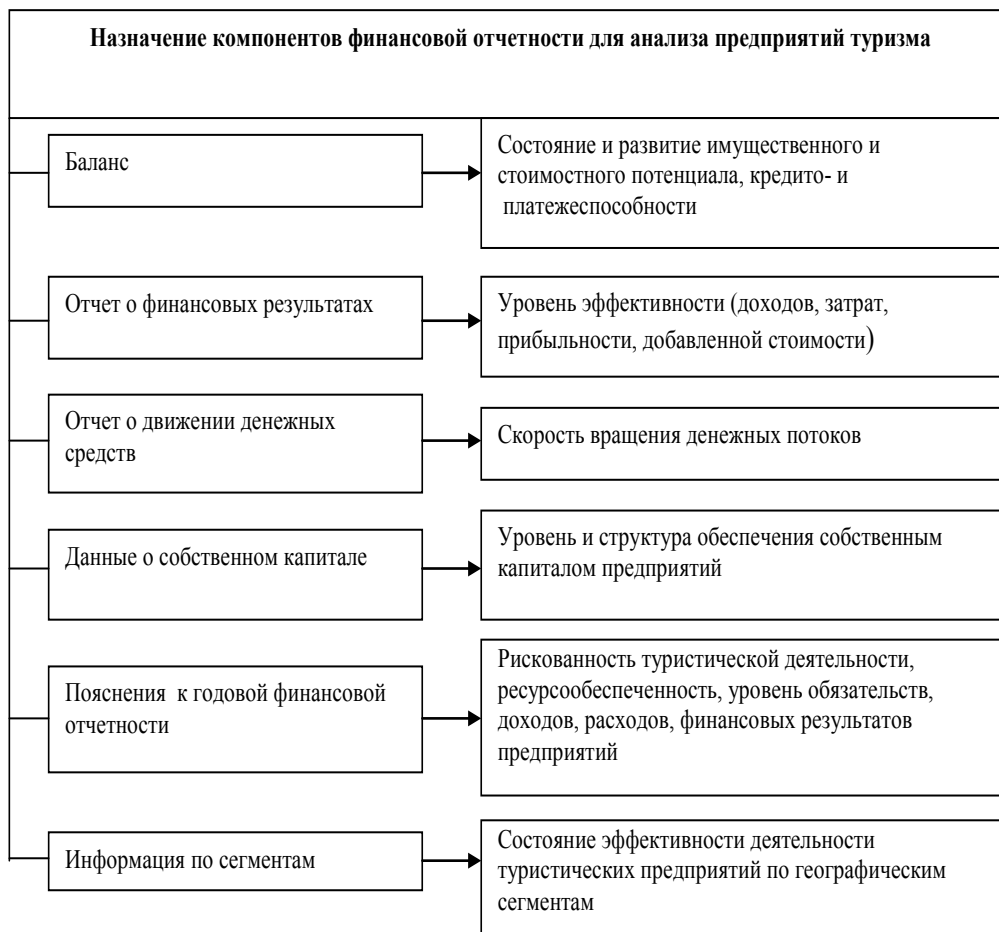 Назначение компонентов финансовой отчетности для анализа предприятий туризма
Баланс
Состояние и развитие имущественного и
стоимостного потенциала, кредито- и
платежеспособности
Отчет о финансовых результатах
Уровень эффективности (доходов, затрат,
прибыльности, добавленной стоимости)
Отчет о движении денежных
средств
Скорость вращения денежных потоков
Данные о собственном капитале
Уровень и структура обеспечения собственным
капиталом предприятий
Пояснения к годовой финансовой
отчетности
Рискованность туристической деятельности,
ресурсообеспеченность, уровень обязательств,
доходов, расходов, финансовых результатов
предприятий
Информация по сегментам
Состояние эффективности деятельности
туристических предприятий по географическим
сегментам